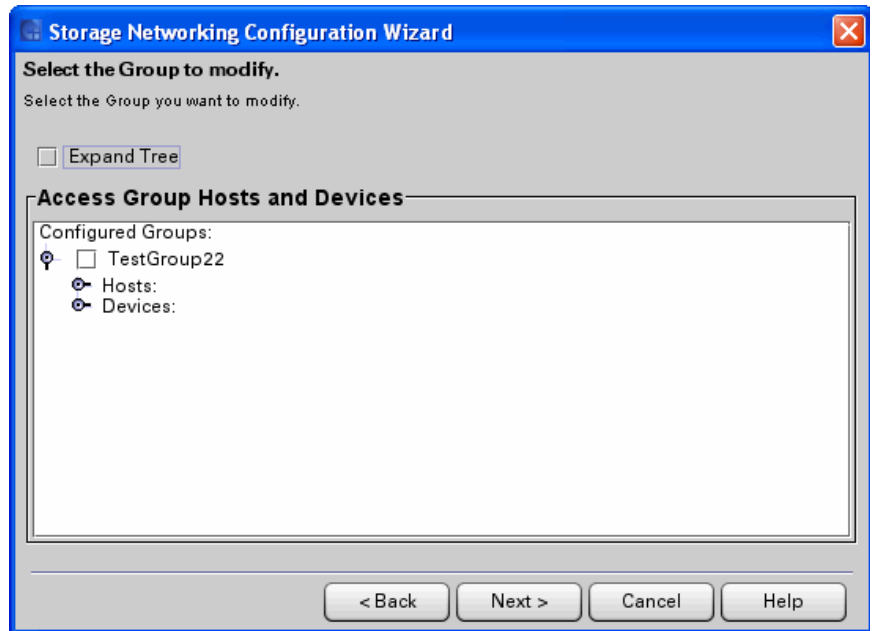 Storage Networking Configuration Wizard
Select the Group to modify.
Select the Group you want to modify.
Expand Tree
Access Group Hosts and Devices
Configured Groups:
TestGroup22
Hosts:
Devices:
< Back Next > Cancel Help